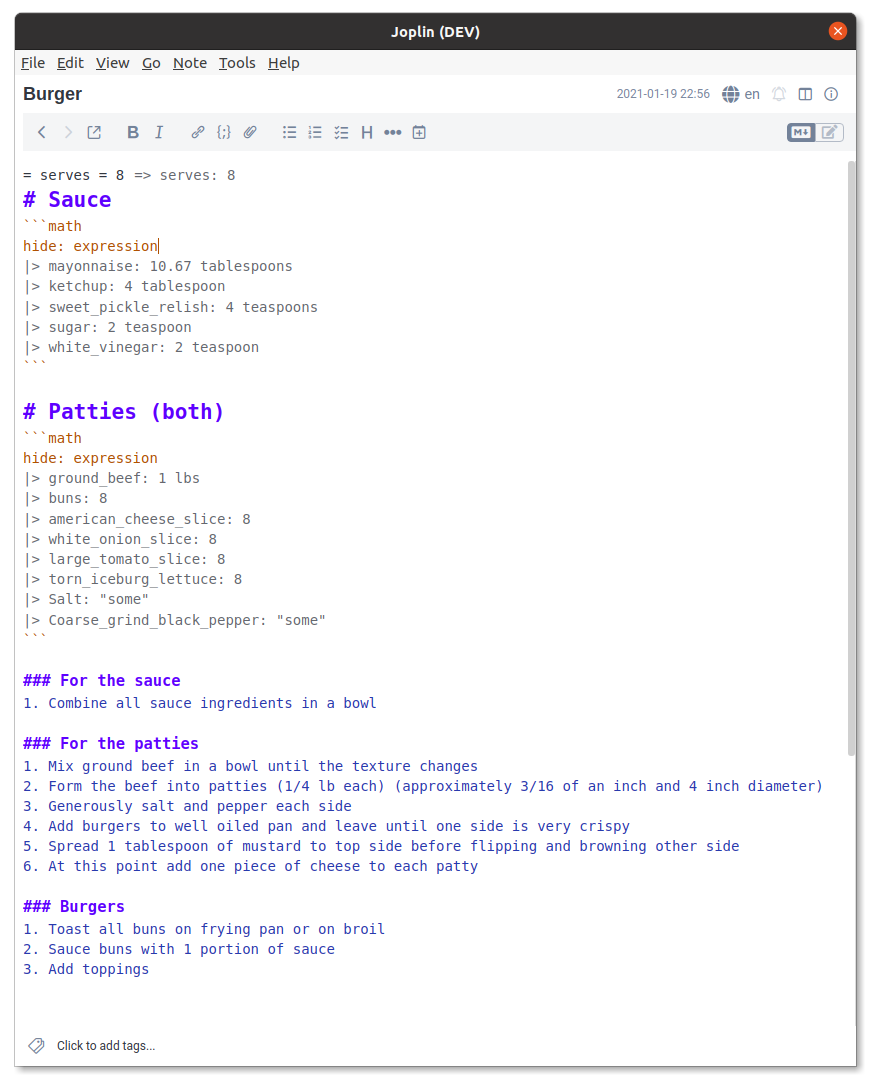 Joplin (DEV)
File Edit View Go Note Tools Help
Burger 2021-01-19 22:56 en
B I {;} H ••• M↓
= serves = 8 => serves: 8
# Sauce
```math
hide: expression
|> mayonnaise: 10.67 tablespoons
|> ketchup: 4 tablespoon
|> sweet_pickle_relish: 4 teaspoons
|> sugar: 2 teaspoon
|> white_vinegar: 2 teaspoon
```
# Patties (both)
```math
hide: expression
|> ground_beef: 1 lbs
|> buns: 8
|> american_cheese_slice: 8
|> white_onion_slice: 8
|> large_tomato_slice: 8
|> torn_iceburg_lettuce: 8
|> Salt: "some"
|> Coarse_grind_black_pepper: "some"
```
### For the sauce
1. Combine all sauce ingredients in a bowl
### For the patties
1. Mix ground beef in a bowl until the texture changes
2. Form the beef into patties (1/4 lb each) (approximately 3/16 of an inch and 4 inch diameter)
3. Generously salt and pepper each side
4. Add burgers to well oiled pan and leave until one side is very crispy
5. Spread 1 tablespoon of mustard to top side before flipping and browning other side
6. At this point add one piece of cheese to each patty
### Burgers
1. Toast all buns on frying pan or on broil
2. Sauce buns with 1 portion of sauce
3. Add toppings
Click to add tags...